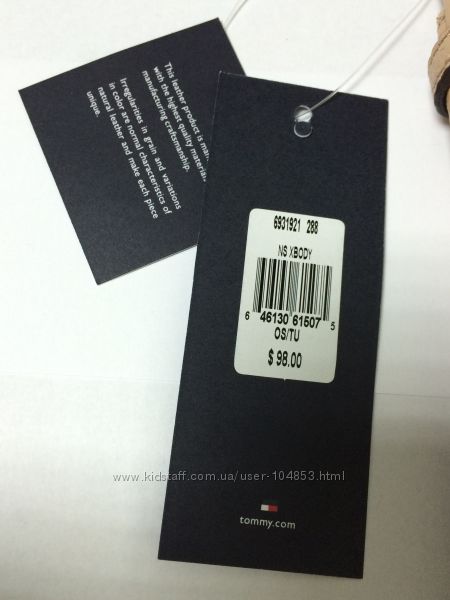 This leather product is
with the highest quality
manufacturing craftsmanship.
Irregularities in grain and variations
in color are normal characteristics of
natural leather and make each piece
unique.
6931921 288
NS XBODY
6 46130 61507 5
OS/TU
$ 98.00
www.kidstaff.com.ua/user-104853.html
tommy.com